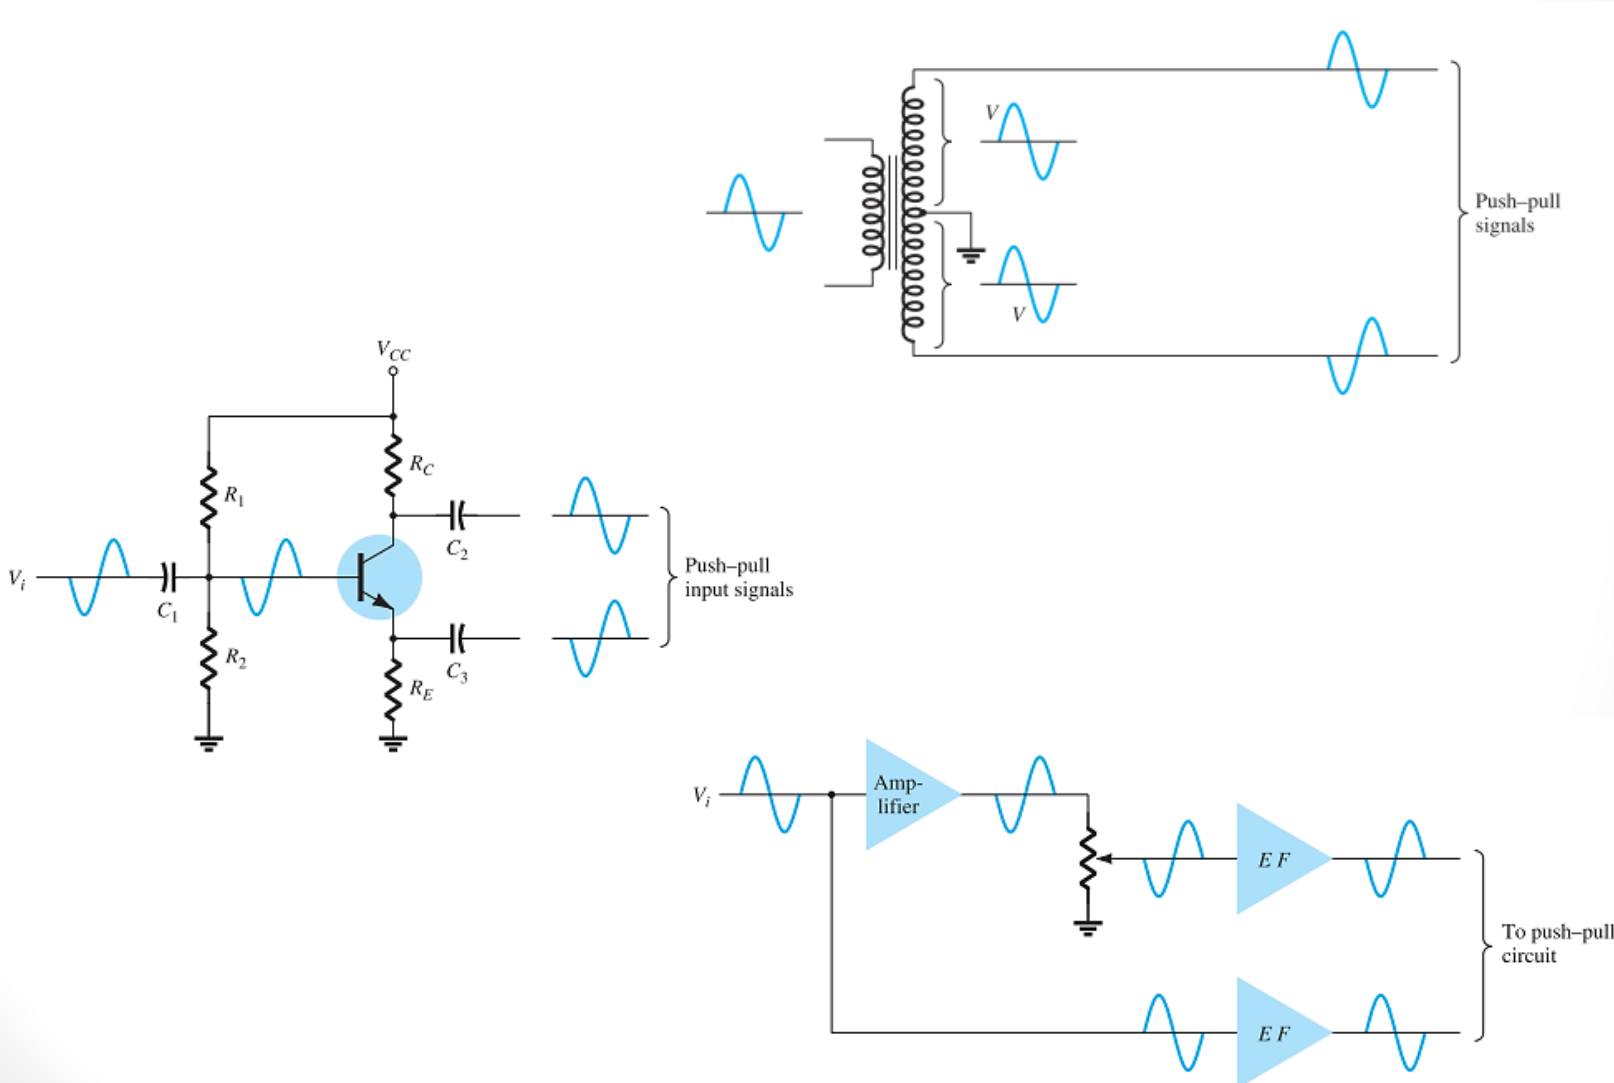 V
Push–pull
signals
V
V_CC
R_C
R_1
C_2
Push–pull
input signals
V_i
C_1
R_2
C_3
R_E
V_i
Amp-
lifier
E F
To push–pull
circuit
E F